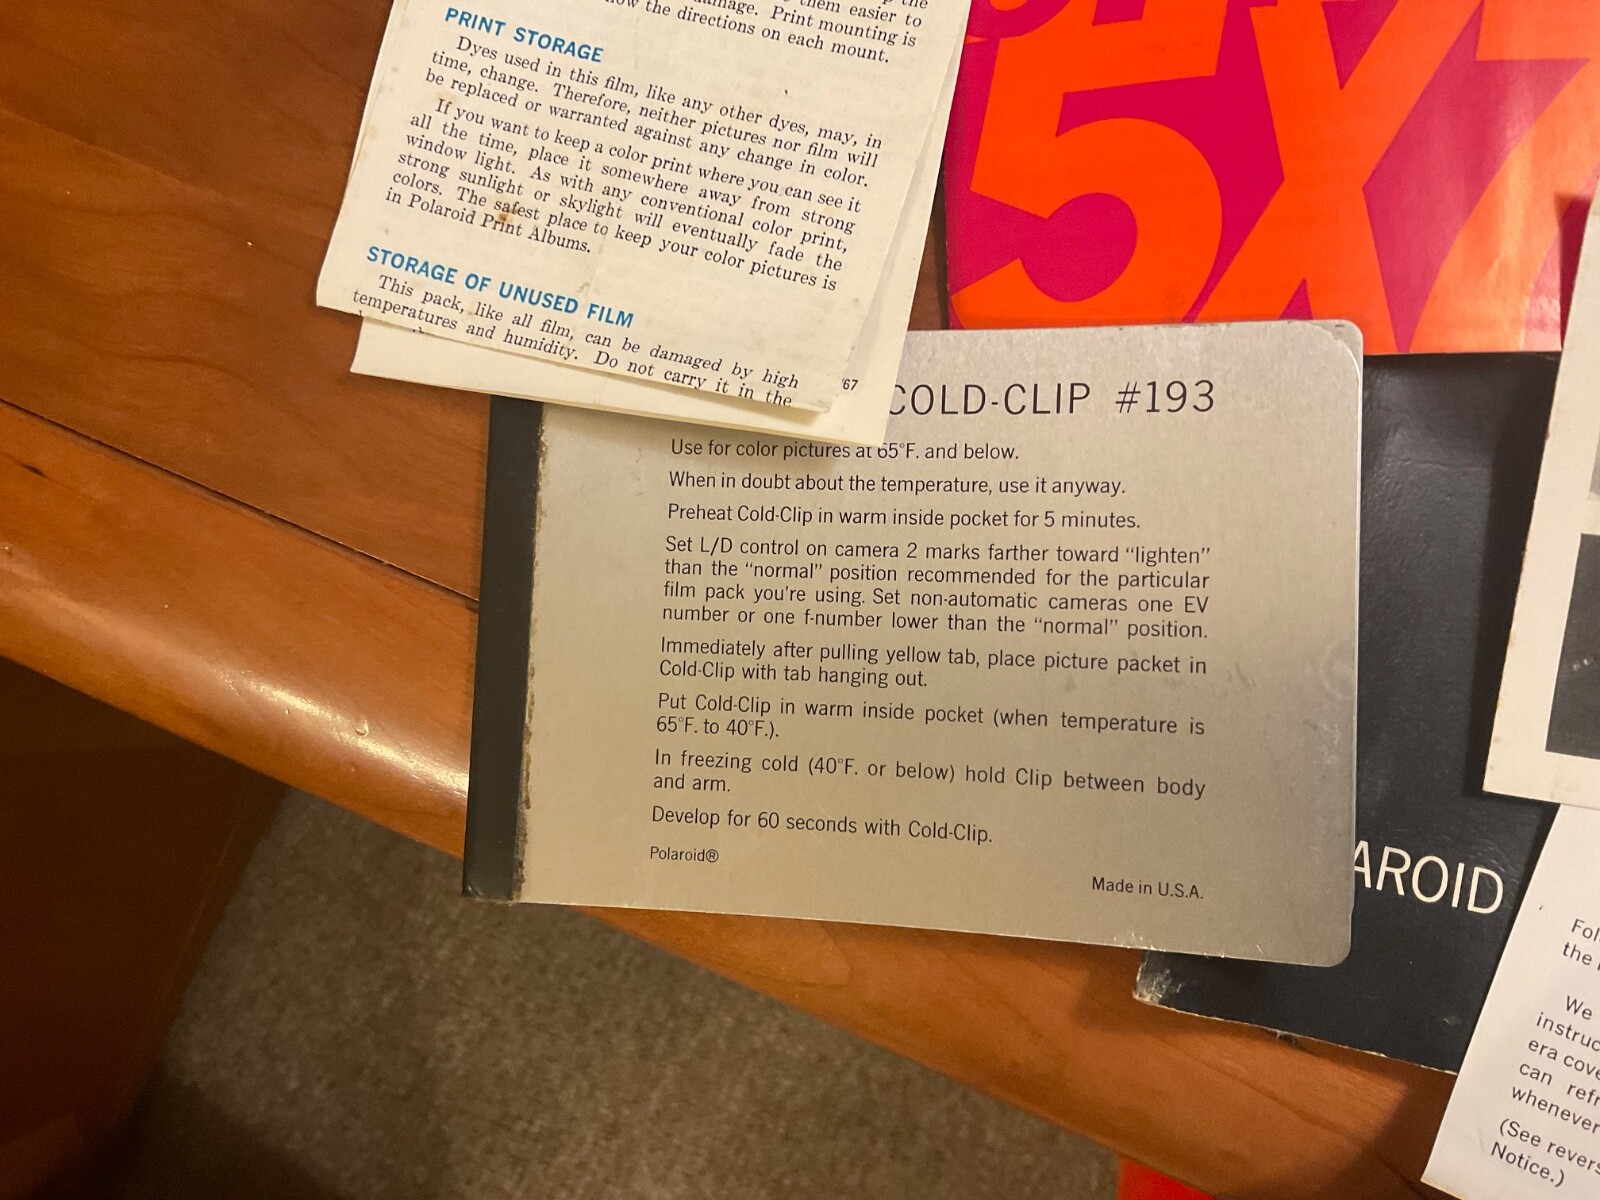 them easier to
damage. Print mounting is
the directions on each mount.
PRINT STORAGE
Dyes used in this film, like any other dyes, may, in
time, change. Therefore, neither pictures nor film will
be replaced or warranted against any change in color.
If you want to keep a color print where you can see it
all the time, place it somewhere away from strong
window light. As with any conventional color print,
strong sunlight or skylight will eventually fade the
colors. The safest place to keep your color pictures is
in Polaroid Print Albums.
STORAGE OF UNUSED FILM
This pack, like all film, can be damaged by high
temperatures and humidity. Do not carry it in the
'67
5X7
COLD-CLIP #193
Use for color pictures at 65°F. and below.
When in doubt about the temperature, use it anyway.
Preheat Cold-Clip in warm inside pocket for 5 minutes.
Set L/D control on camera 2 marks farther toward "lighten"
than the "normal" position recommended for the particular
film pack you're using. Set non-automatic cameras one EV
number or one f-number lower than the "normal" position.
Immediately after pulling yellow tab, place picture packet in
Cold-Clip with tab hanging out.
Put Cold-Clip in warm inside pocket (when temperature is
65°F. to 40°F.).
In freezing cold (40°F. or below) hold Clip between body
and arm.
Develop for 60 seconds with Cold-Clip.
Polaroid®
Made in U.S.A.
AROID
Fol
the
We
instruc
era cove
can refr
whenever
(See revers
Notice.)